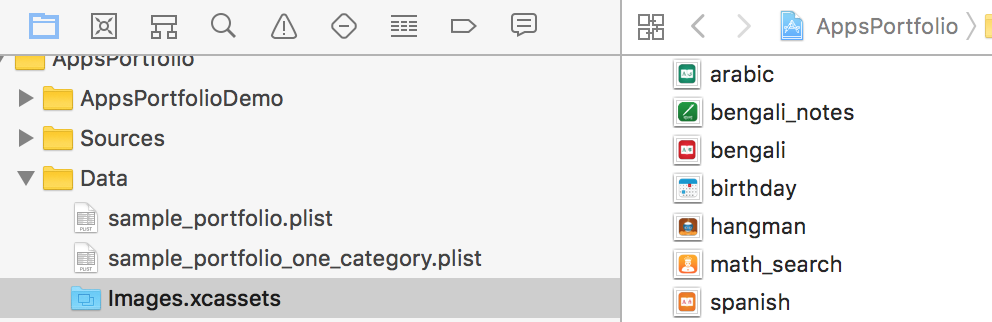 AppsPortfolio
AppsPortfolioDemo
Sources
Data
sample_portfolio.plist
sample_portfolio_one_category.plist
Images.xcassets
AppsPortfolio
arabic
bengali_notes
bengali
birthday
hangman
math_search
spanish